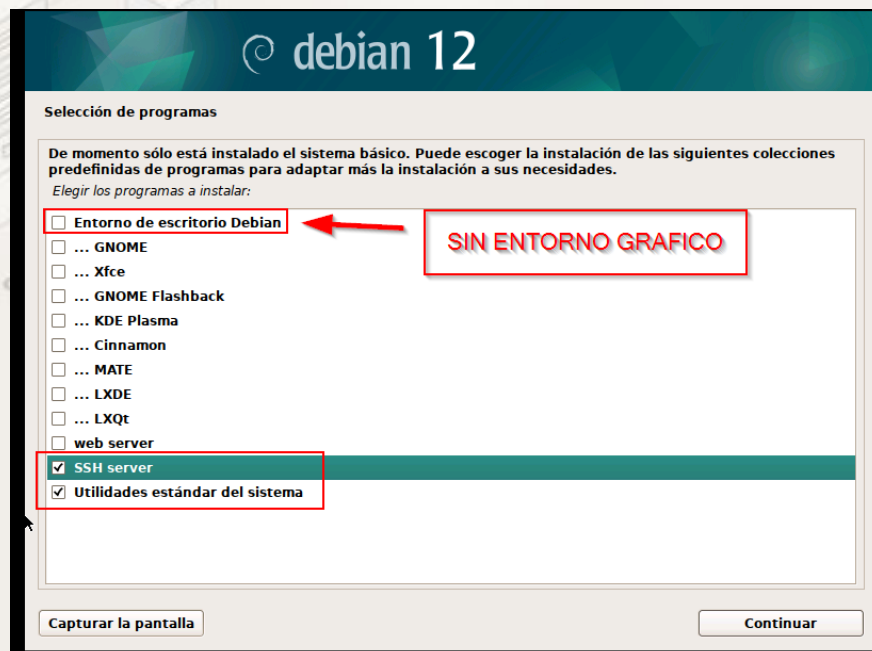 debian 12
Selección de programas
De momento sólo está instalado el sistema básico. Puede escoger la instalación de las siguientes colecciones
predefinidas de programas para adaptar más la instalación a sus necesidades.
Elegir los programas a instalar:
Entorno de escritorio Debian
SIN ENTORNO GRAFICO
... GNOME
... Xfce
... GNOME Flashback
... KDE Plasma
... Cinnamon
... MATE
... LXDE
... LXQt
web server
SSH server
Utilidades estándar del sistema
Capturar la pantalla
Continuar